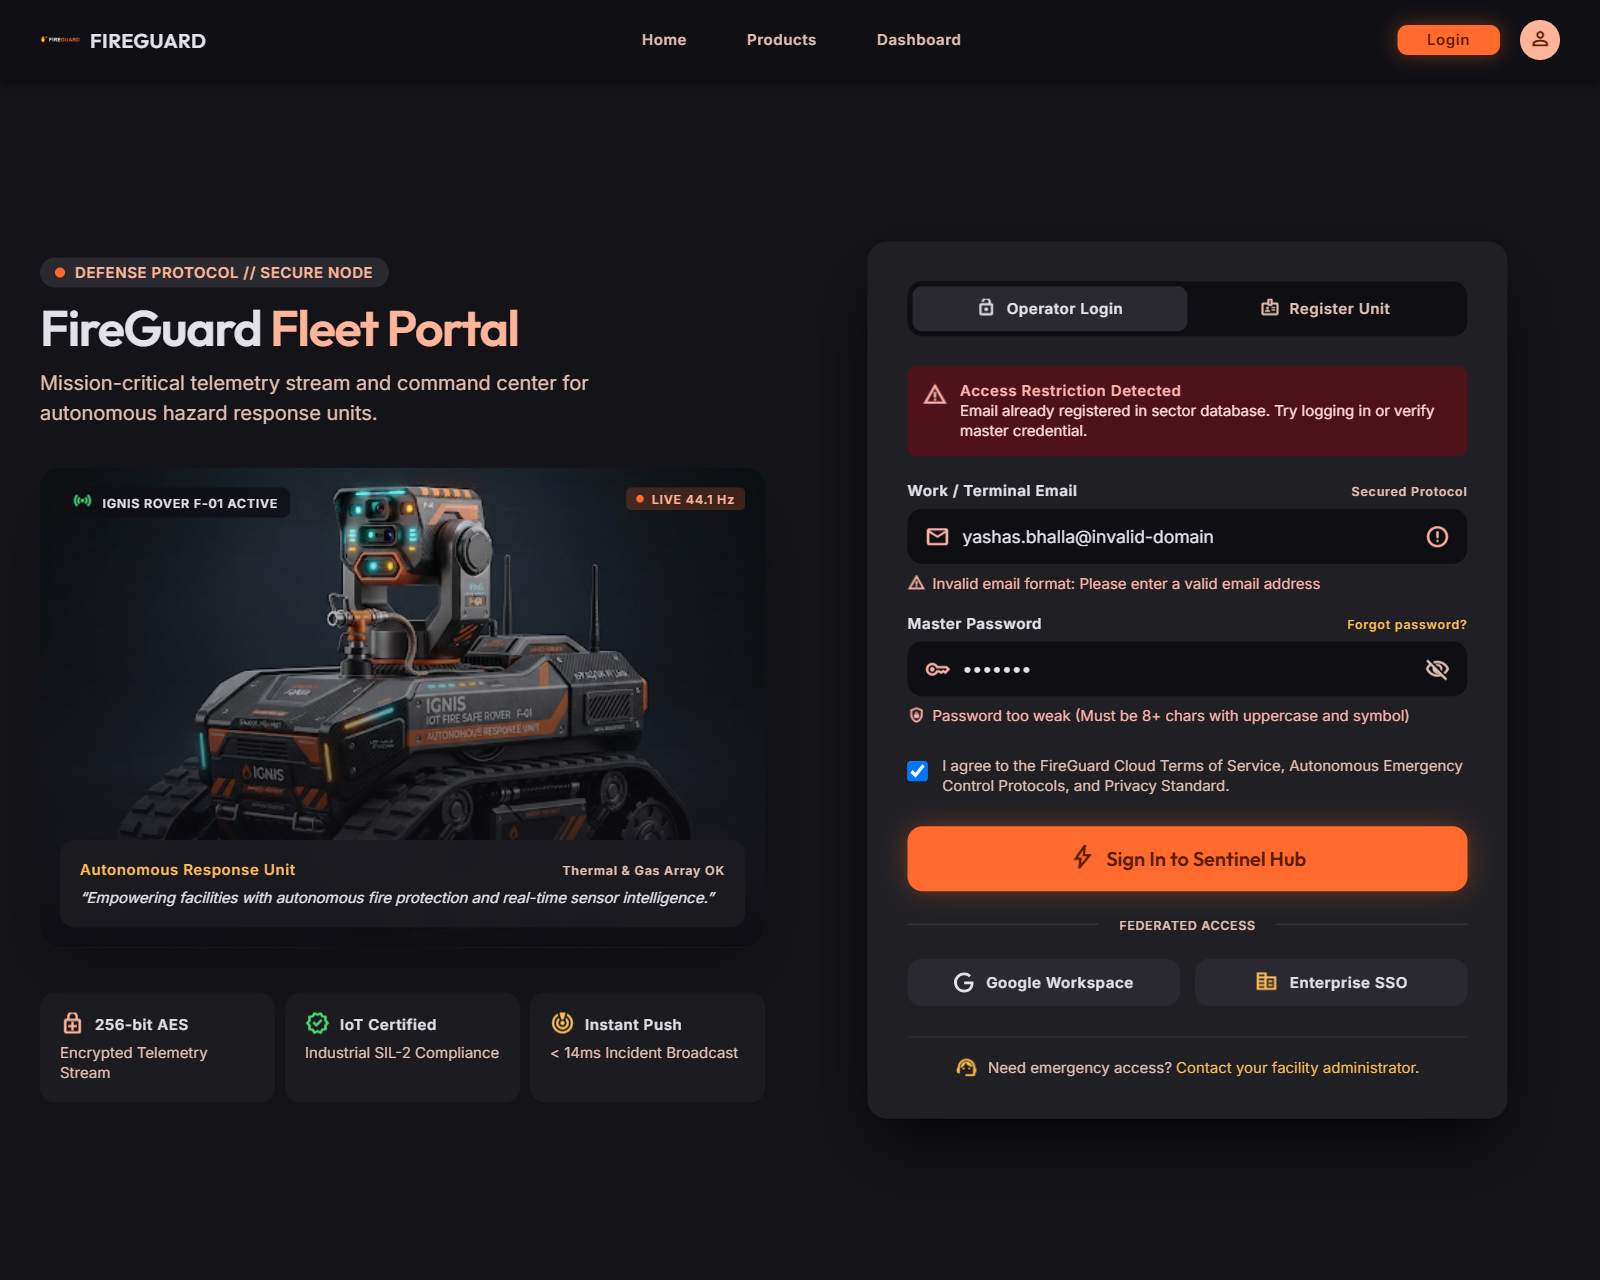 FIREGUARD
FIREGUARD
Home
Products
Dashboard
Login
DEFENSE PROTOCOL // SECURE NODE
FireGuard Fleet Portal
Mission-critical telemetry stream and command center for
autonomous hazard response units.
IGNIS ROVER F-01 ACTIVE
LIVE 44.1 Hz
IGNIS
IOT FIRE SAFE ROVER F-01
AUTONOMOUS RESPONSE UNIT
IGNIS
Autonomous Response Unit
Thermal & Gas Array OK
“Empowering facilities with autonomous fire protection and real-time sensor intelligence.”
256-bit AES
Encrypted Telemetry
Stream
IoT Certified
Industrial SIL-2 Compliance
Instant Push
< 14ms Incident Broadcast
Operator Login
Register Unit
Access Restriction Detected
Email already registered in sector database. Try logging in or verify
master credential.
Work / Terminal Email
Secured Protocol
yashas.bhalla@invalid-domain
Invalid email format: Please enter a valid email address
Master Password
Forgot password?
•••••••
Password too weak (Must be 8+ chars with uppercase and symbol)
I agree to the FireGuard Cloud Terms of Service, Autonomous Emergency
Control Protocols, and Privacy Standard.
Sign In to Sentinel Hub
FEDERATED ACCESS
Google Workspace
Enterprise SSO
Need emergency access? Contact your facility administrator.